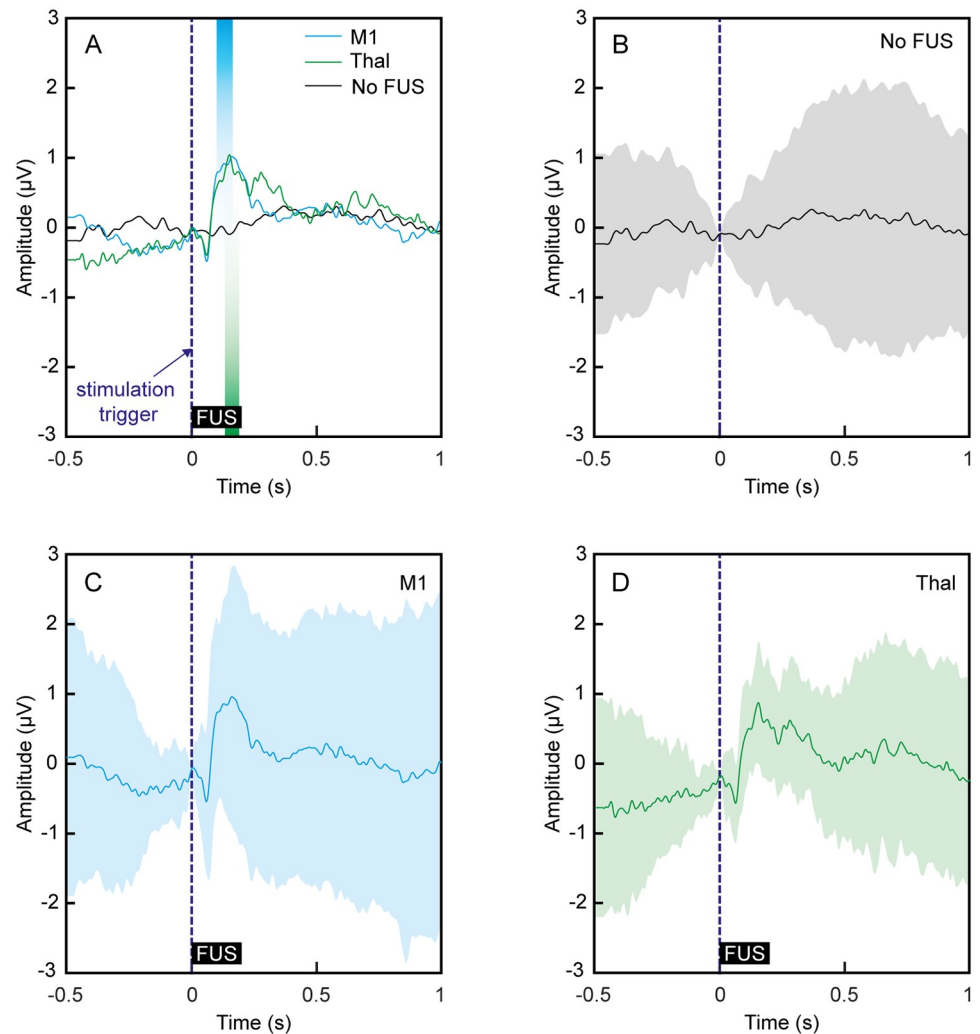 A
M1
Thal
No FUS
3
2
1
0
-1
-2
-3
Amplitude (µV)
stimulation
trigger
FUS
-0.5
0
0.5
1
Time (s)
B
No FUS
3
2
1
0
-1
-2
-3
Amplitude (µV)
-0.5
0
0.5
1
Time (s)
C
M1
3
2
1
0
-1
-2
-3
Amplitude (µV)
FUS
-0.5
0
0.5
1
Time (s)
D
Thal
3
2
1
0
-1
-2
-3
Amplitude (µV)
FUS
-0.5
0
0.5
1
Time (s)